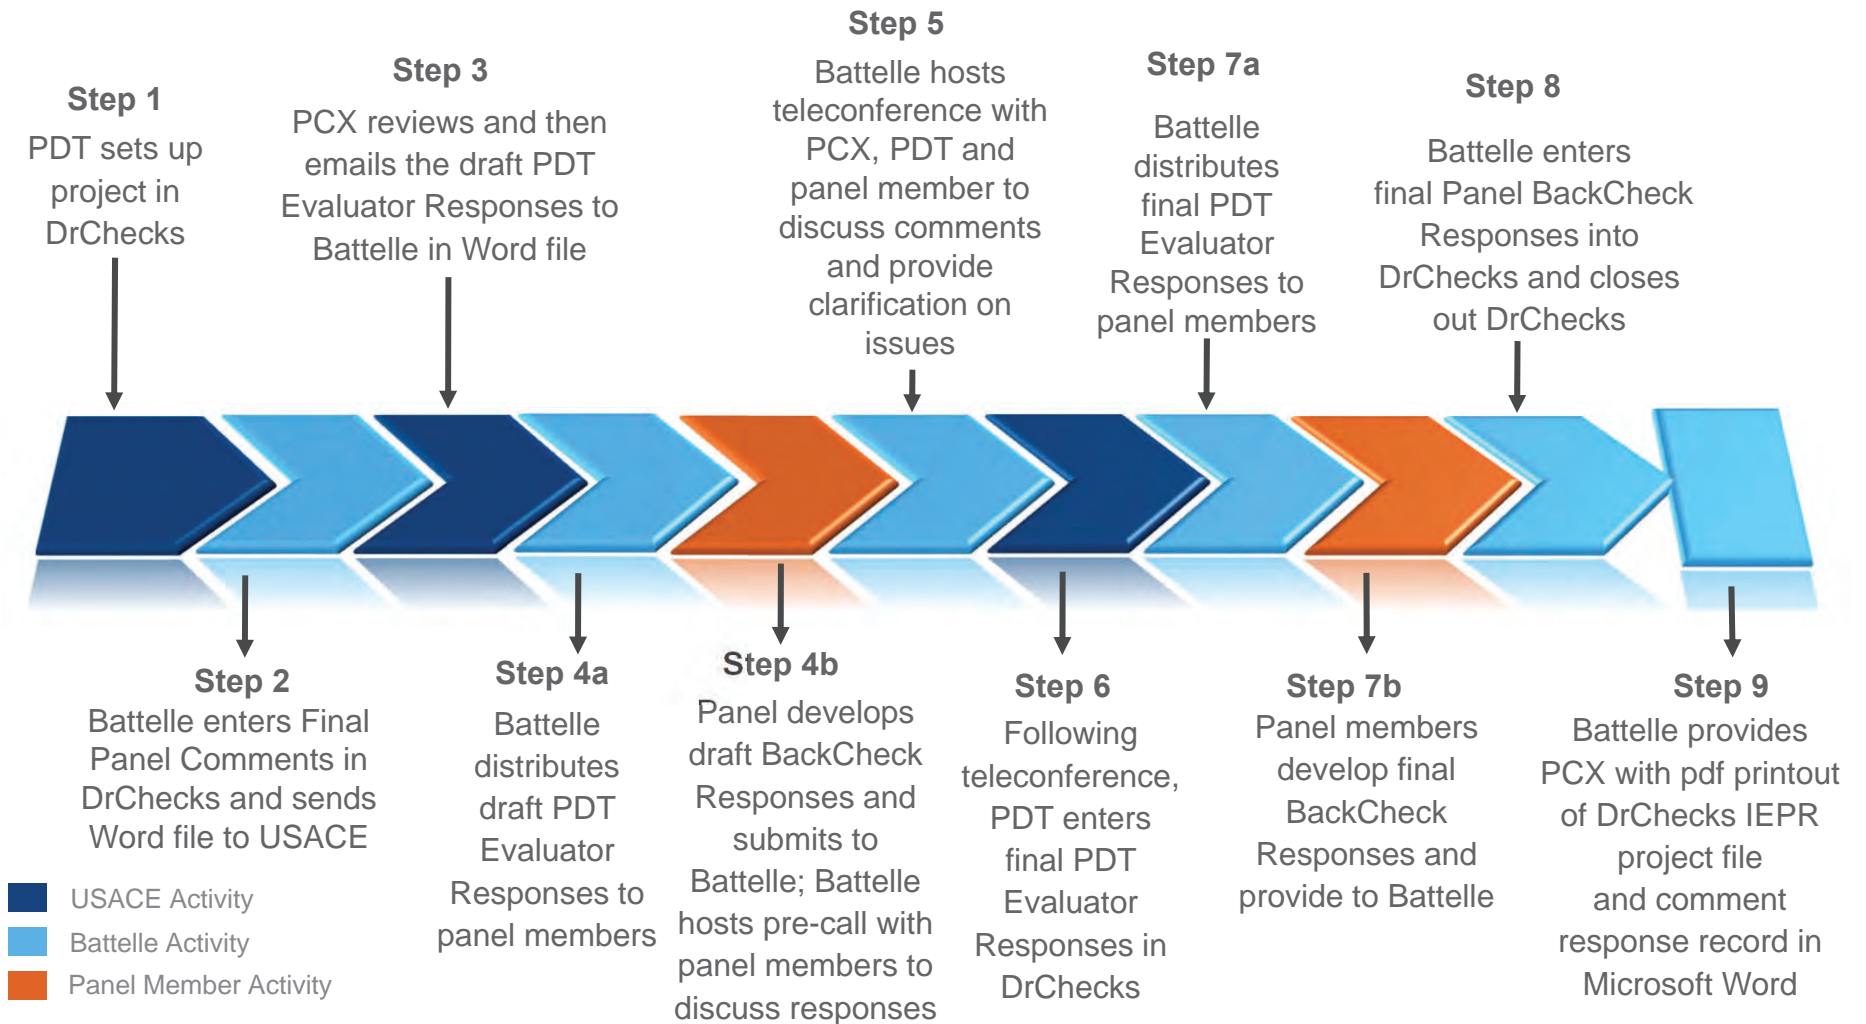 Step 1
PDT sets up
project in
DrChecks
Step 3
PCX reviews and then
emails the draft PDT
Evaluator Responses to
Battelle in Word file
Step 5
Battelle hosts
teleconference with
PCX, PDT and
panel member to
discuss comments
and provide
clarification on
issues
Step 7a
Battelle
distributes
final PDT
Evaluator
Responses to
panel members
Step 8
Battelle enters
final Panel BackCheck
Responses into
DrChecks and closes
out DrChecks
Step 2
Battelle enters Final
Panel Comments in
DrChecks and sends
Word file to USACE
Step 4a
Battelle
distributes
draft PDT
Evaluator
Responses to
panel members
Step 4b
Panel develops
draft BackCheck
Responses and
submits to
Battelle; Battelle
hosts pre-call with
panel members to
discuss responses
Step 6
Following
teleconference,
PDT enters
final PDT
Evaluator
Responses in
DrChecks
Step 7b
Panel members
develop final
BackCheck
Responses and
provide to Battelle
Step 9
Battelle provides
PCX with pdf printout
of DrChecks IEPR
project file
and comment
response record in
Microsoft Word
USACE Activity
Battelle Activity
Panel Member Activity